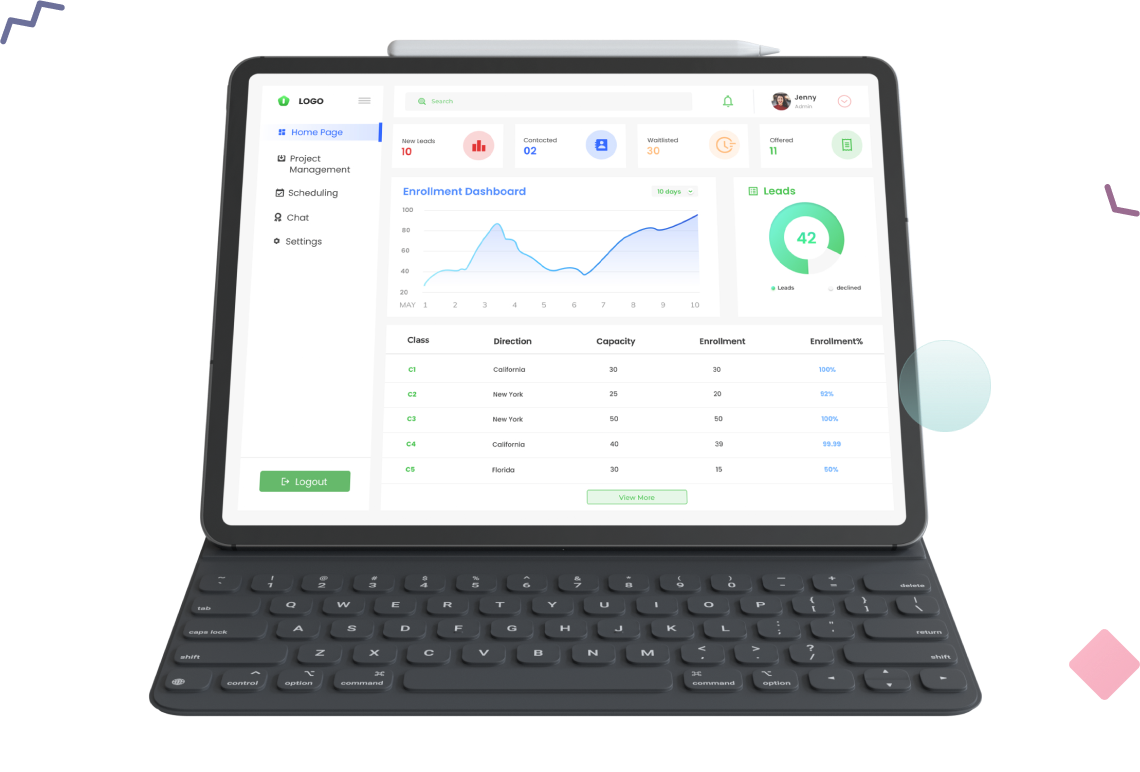 LOGO
Search
Jenny
Admin
Home Page
Project
Management
Scheduling
Chat
Settings
Logout
New Leads
10
Contacted
02
Waitlisted
30
Offered
11
Enrollment Dashboard
10 days
100
80
60
40
20
MAY 1 2 3 4 5 6 7 8 9 10
Leads
42
Leads declined
Class Direction Capacity Enrollment Enrollment%
C1 California 30 30 100%
C2 New York 25 20 92%
C3 New York 50 50 100%
C4 California 40 39 99.39
C5 Florida 30 15 50%
View More
~ ! @ # $ % ^ & * ( ) — +
` 1 2 3 4 5 6 7 8 9 0 - = delete
tab Q W E R T Y U I O P { [ } ] | \
caps lock A S D F G H J K L : ; " ' return
shift Z X C V B N M < , > . ? / shift
control option command command option